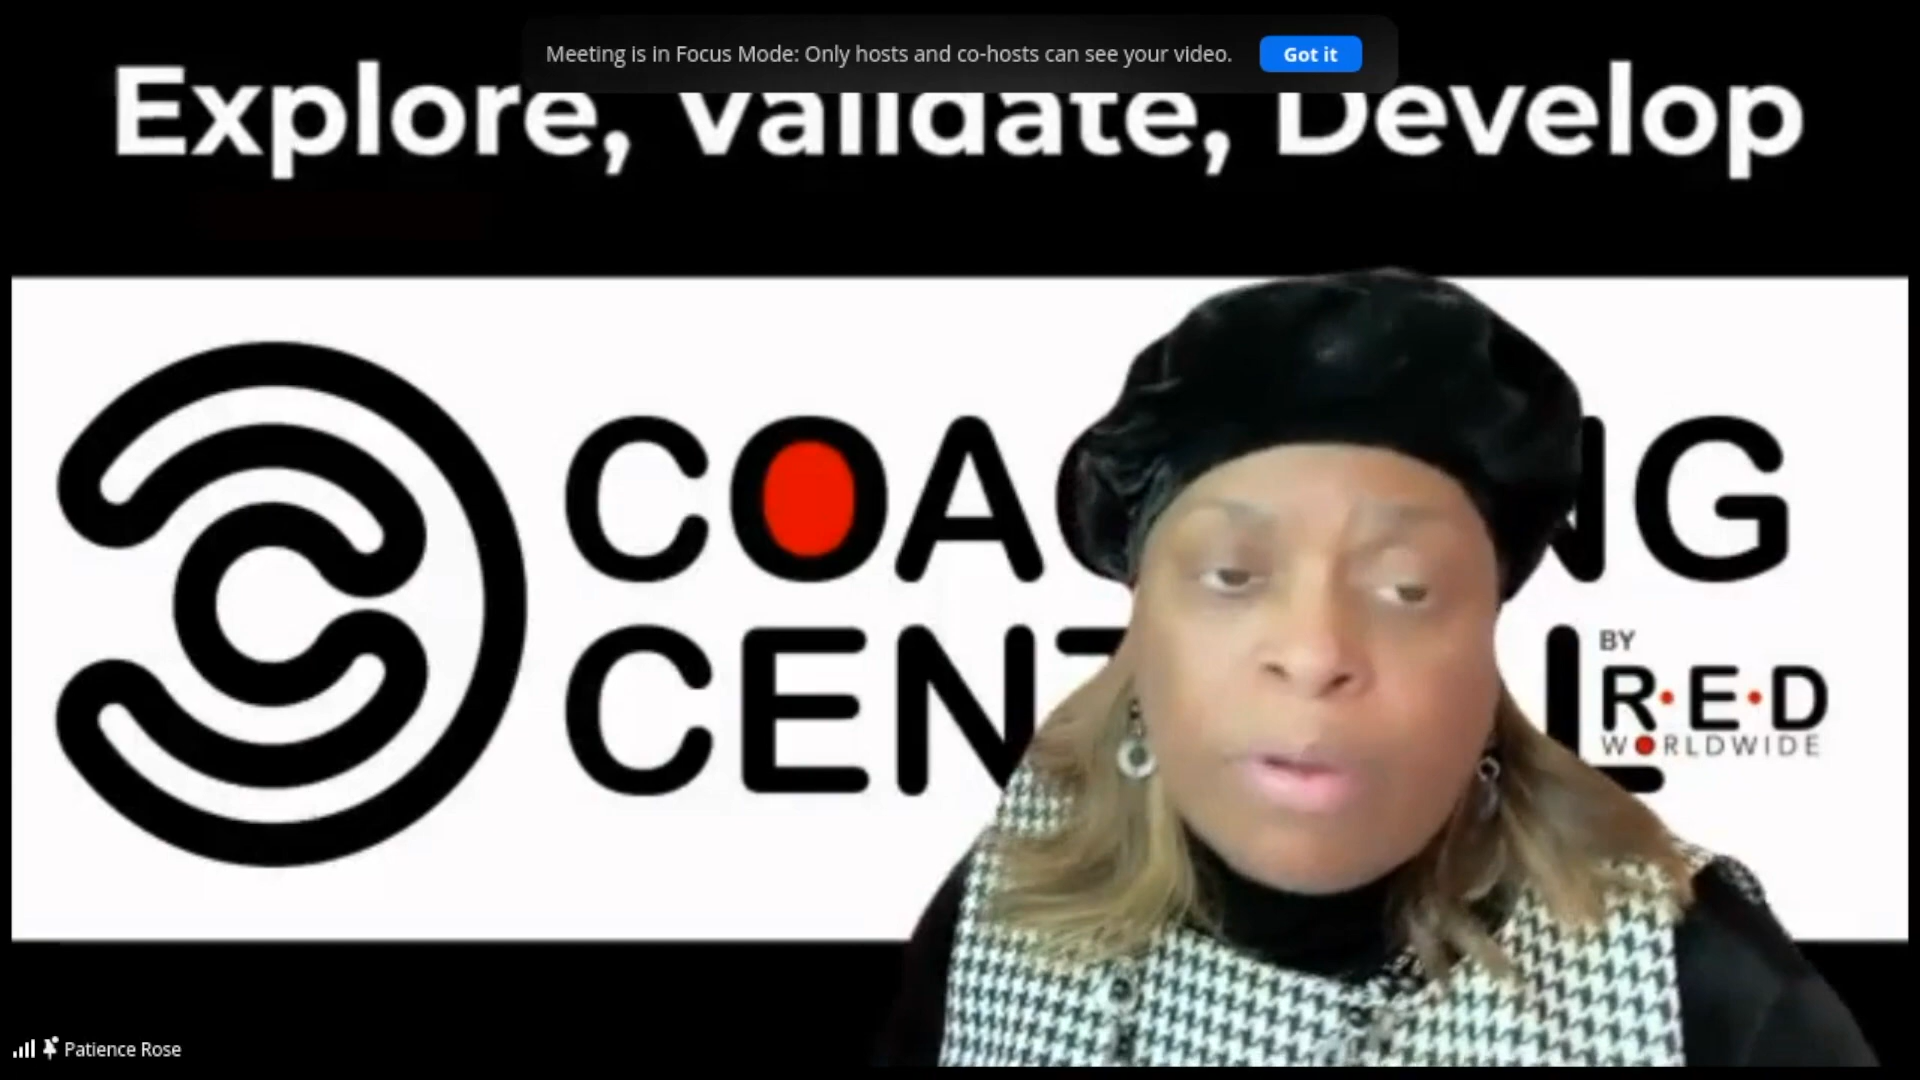 Meeting is in Focus Mode: Only hosts and co-hosts can see your video. Got it
Explore, Validate, Develop
BY
R·E·D
WORLDWIDE
Patience Rose